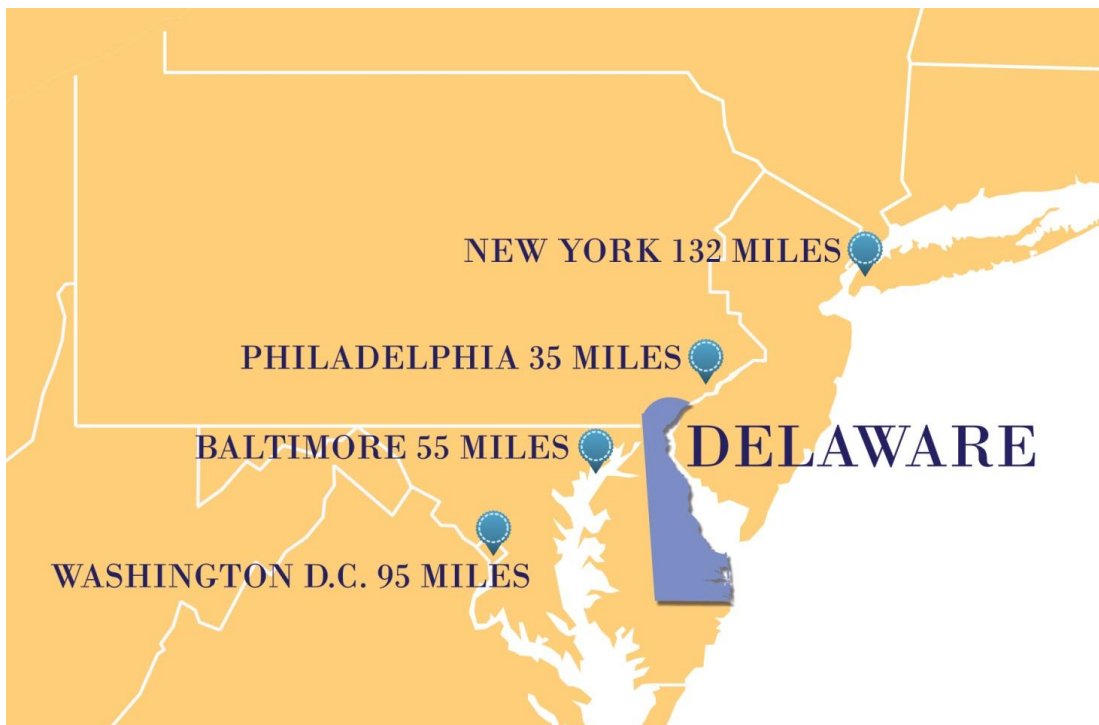 NEW YORK 132 MILES
PHILADELPHIA 35 MILES
DELAWARE
BALTIMORE 55 MILES
WASHINGTON D.C. 95 MILES